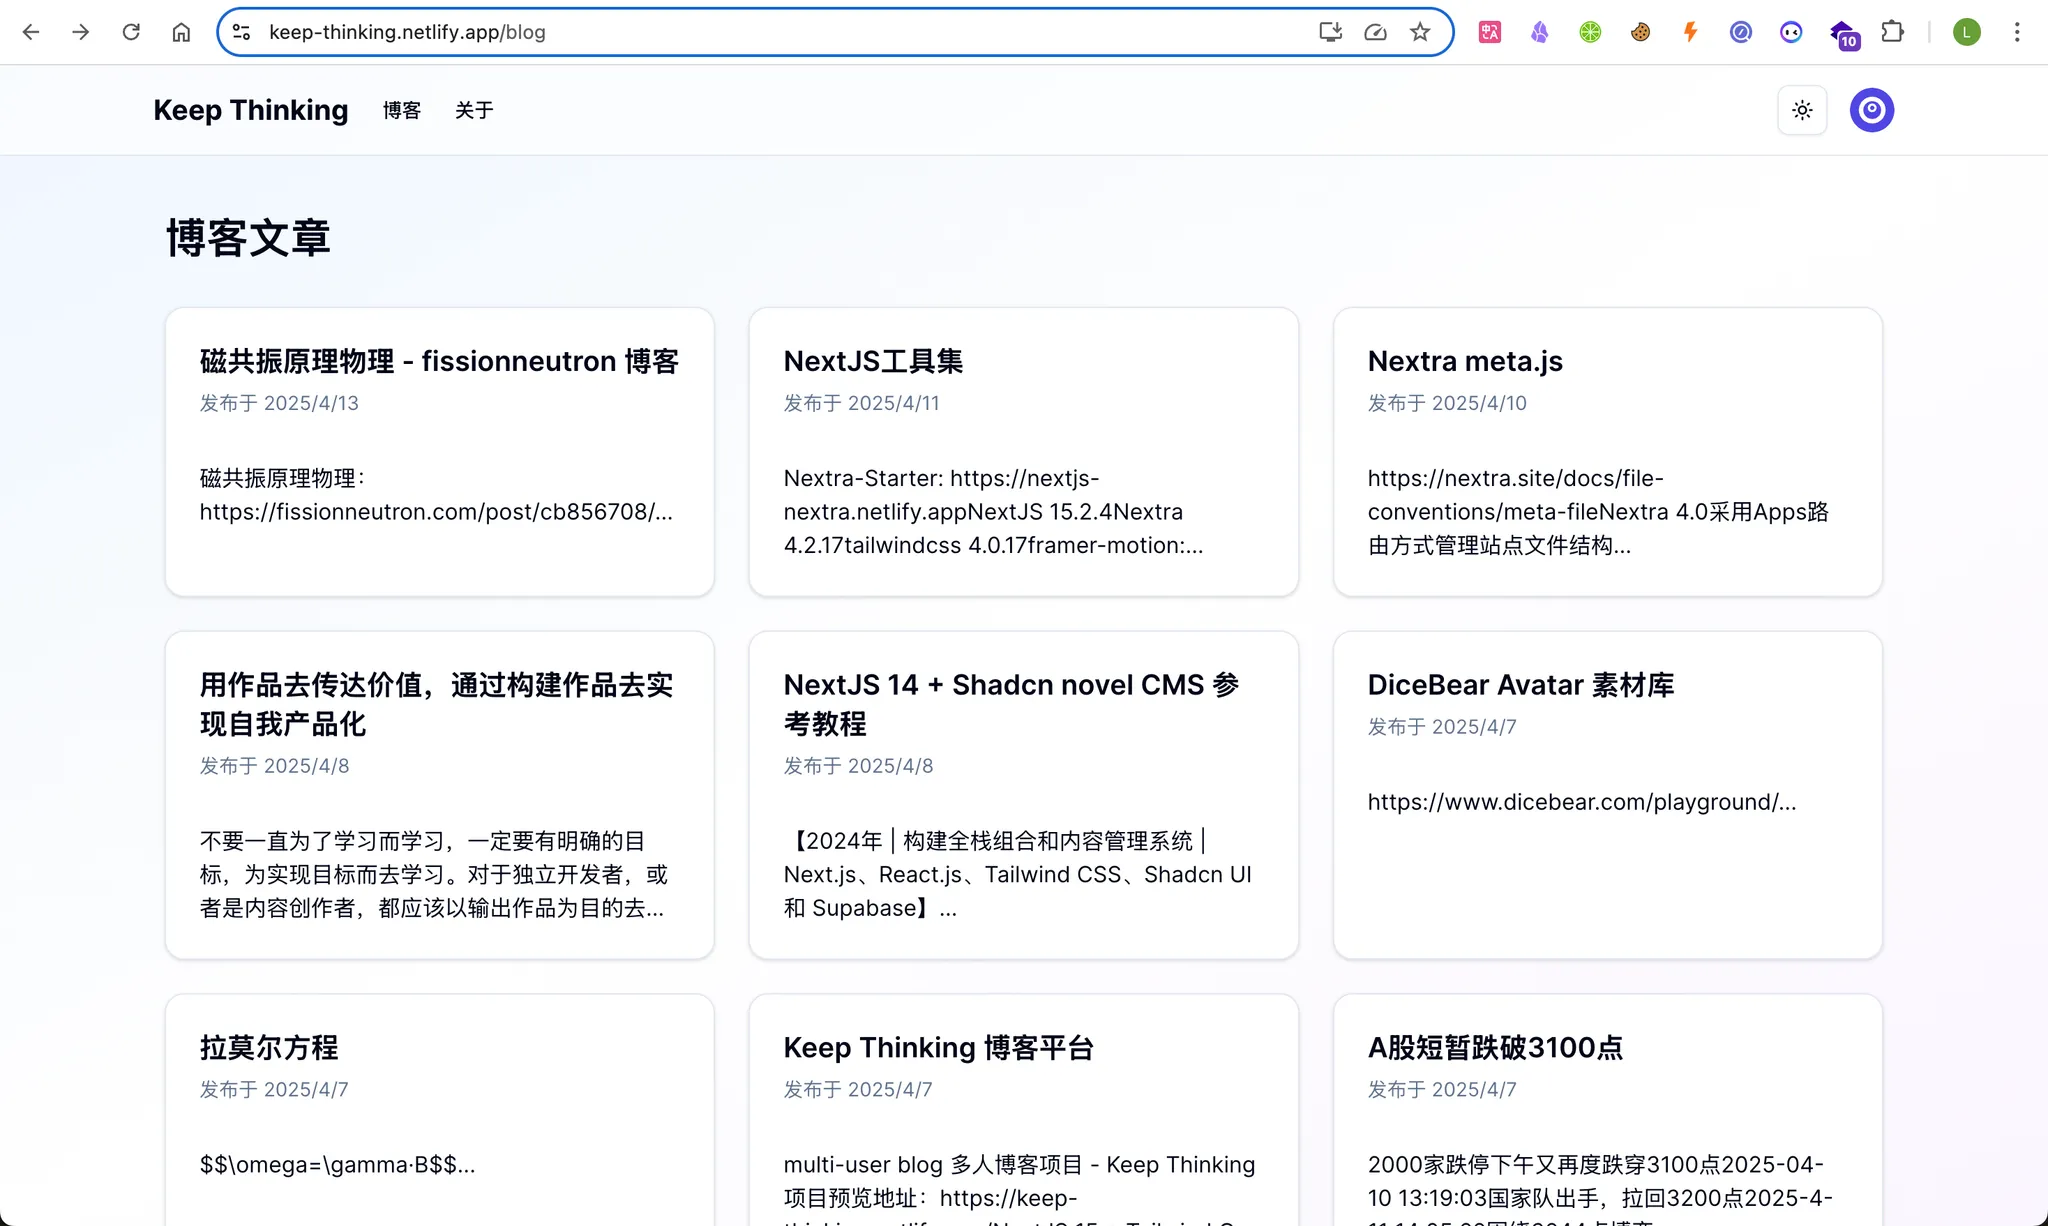 keep-thinking.netlify.app/blog
10
L
Keep Thinking
博客
关于
博客文章
磁共振原理物理 - fissionneutron 博客
发布于 2025/4/13
磁共振原理物理：
https://fissionneutron.com/post/cb856708/...
NextJS工具集
发布于 2025/4/11
Nextra-Starter: https://nextjs-
nextra.netlify.appNextJS 15.2.4Nextra
4.2.17tailwindcss 4.0.17framer-motion:...
Nextra meta.js
发布于 2025/4/10
https://nextra.site/docs/file-
conventions/meta-fileNextra 4.0采用Apps路
由方式管理站点文件结构...
用作品去传达价值，通过构建作品去实
现自我产品化
发布于 2025/4/8
不要一直为了学习而学习，一定要有明确的目
标，为实现目标而去学习。对于独立开发者，或
者是内容创作者，都应该以输出作品为目的去...
NextJS 14 + Shadcn novel CMS 参
考教程
发布于 2025/4/8
【2024年 | 构建全栈组合和内容管理系统 |
Next.js、React.js、Tailwind CSS、Shadcn UI
和 Supabase】...
DiceBear Avatar 素材库
发布于 2025/4/7
https://www.dicebear.com/playground/...
拉莫尔方程
发布于 2025/4/7
$$\omega=\gamma·B$$...
Keep Thinking 博客平台
发布于 2025/4/7
multi-user blog 多人博客项目 - Keep Thinking
项目预览地址：https://keep-
A股短暂跌破3100点
发布于 2025/4/7
2000家跌停下午又再度跌穿3100点2025-04-
10 13:19:03国家队出手，拉回3200点2025-4-